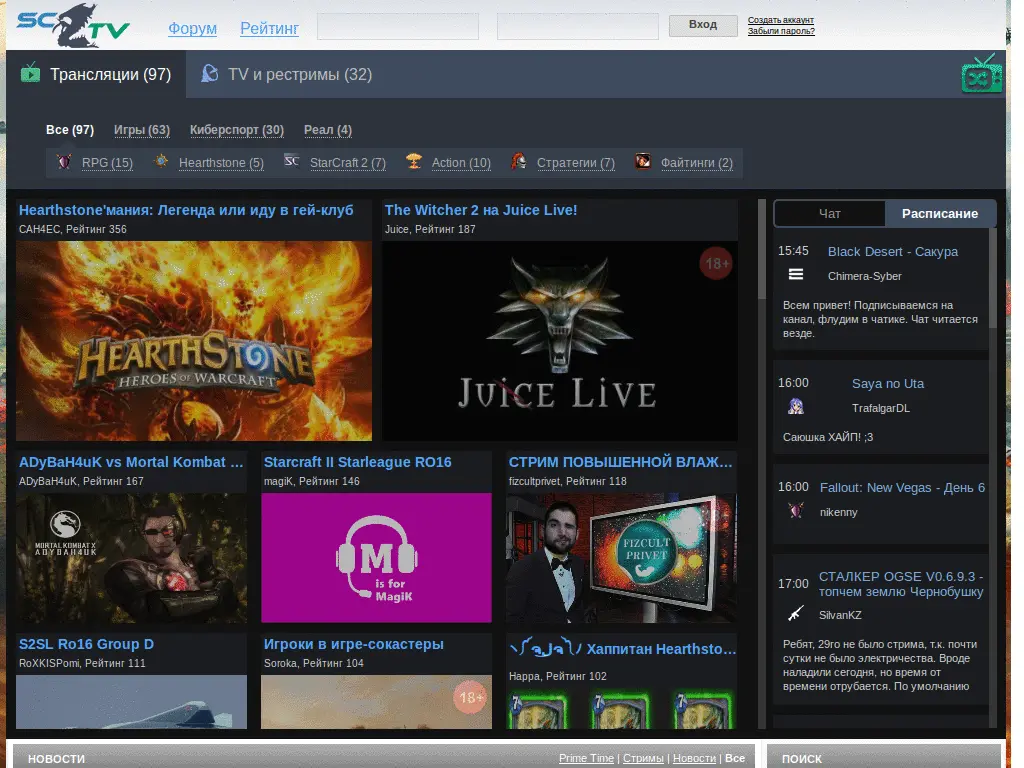 SC TV
Форум Рейтинг Вход Создать аккаунт
Забыли пароль?
Трансляции (97) TV и рестримы (32)
Все (97) Игры (63) Киберспорт (30) Реал (4)
RPG (15) Hearthstone (5) SC StarCraft 2 (7) Action (10) Стратегии (7) Файтинги (2)
Hearthstone'мания: Легенда или иду в гей-клуб
CAH4EC, Рейтинг 356
HEARTHSTONE
HEROES OF WARCRAFT
The Witcher 2 на Juice Live!
Juice, Рейтинг 187
18+
JUICE LIVE
ADyBaH4uK vs Mortal Kombat ...
ADyBaH4uK, Рейтинг 167
MORTAL KOMBAT X
ADYBAH4UK
Starcraft II Starleague RO16
magiK, Рейтинг 146
M
is for
MagiK
СТРИМ ПОВЫШЕННОЙ ВЛАЖ...
fizcultprivet, Рейтинг 118
FIZCULT
PRIVET
S2SL Ro16 Group D
RoXKISPomi, Рейтинг 111
Игроки в игре-сокастеры
Soroka, Рейтинг 104
18+
Хаппитан Hearthsto...
Happa, Рейтинг 102
7 7 7
Чат Расписание
15:45 Black Desert - Сакура
Chimera-Syber
Всем привет! Подписываемся на
канал, флудим в чатике. Чат читается
везде.
16:00 Saya no Uta
TrafalgarDL
Саюшка ХАЙП! ;3
16:00 Fallout: New Vegas - День 6
nikenny
17:00 СТАЛКЕР OGSE V0.6.9.3 -
топчем землю Чернобушку
SilvanKZ
Ребят, 29го не было стрима, т.к. почти
сутки не было электричества. Вроде
наладили сегодня, но время от
времени отрубается. По умолчанию
НОВОСТИ Prime Time | Стримы | Новости | Все
ПОИСК